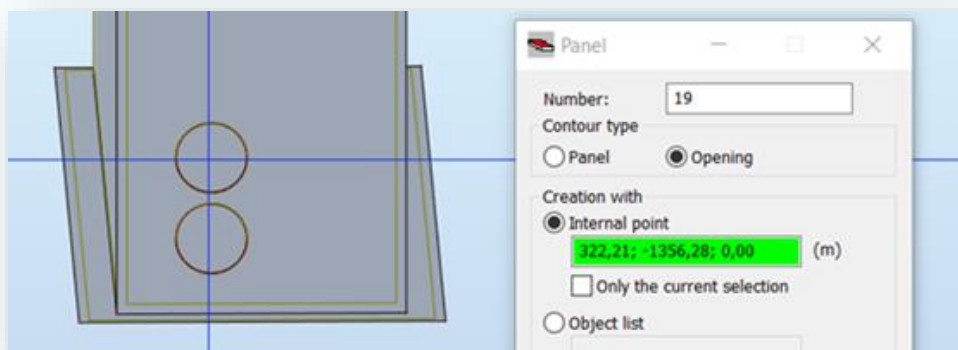 Panel
Number: 19
Contour type
Panel Opening
Creation with
Internal point
322,21; -1356,28; 0,00 (m)
Only the current selection
Object list